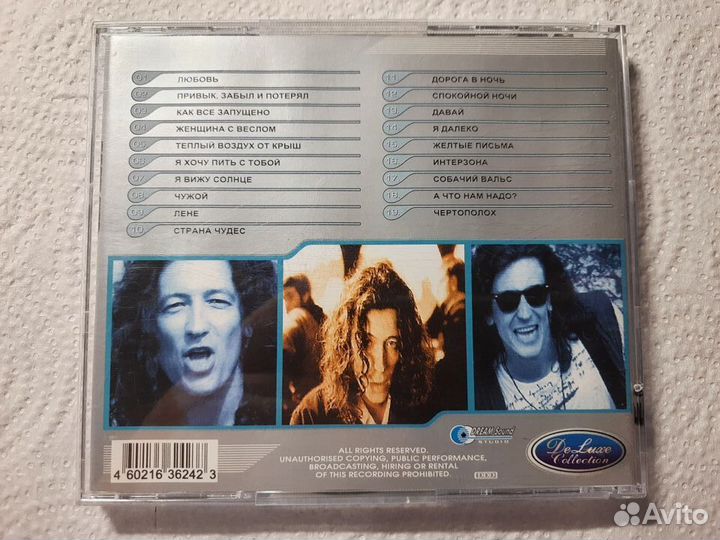 01 ЛЮБОВЬ
02 ПРИВЫК, ЗАБЫЛ И ПОТЕРЯЛ
03 КАК ВСЕ ЗАПУЩЕНО
04 ЖЕНЩИНА С ВЕСЛОМ
05 ТЕПЛЫЙ ВОЗДУХ ОТ КРЫШ
06 Я ХОЧУ ПИТЬ С ТОБОЙ
07 Я ВИЖУ СОЛНЦЕ
08 ЧУЖОЙ
09 ЛЕНЕ
10 СТРАНА ЧУДЕС
11 ДОРОГА В НОЧЬ
12 СПОКОЙНОЙ НОЧИ
13 ДАВАЙ
14 Я ДАЛЕКО
15 ЖЕЛТЫЕ ПИСЬМА
16 ИНТЕРЗОНА
17 СОБАЧИЙ ВАЛЬС
18 А ЧТО НАМ НАДО?
19 ЧЕРТОПОЛОХ
DREAM Sound
STUDIO
De Luxe
Collection
ALL RIGHTS RESERVED.
UNAUTHORISED COPYING, PUBLIC PERFORMANCE,
BROADCASTING, HIRING OR RENTAL
OF THIS RECORDING PROHIBITED.
4 60216 36242 3
Avito